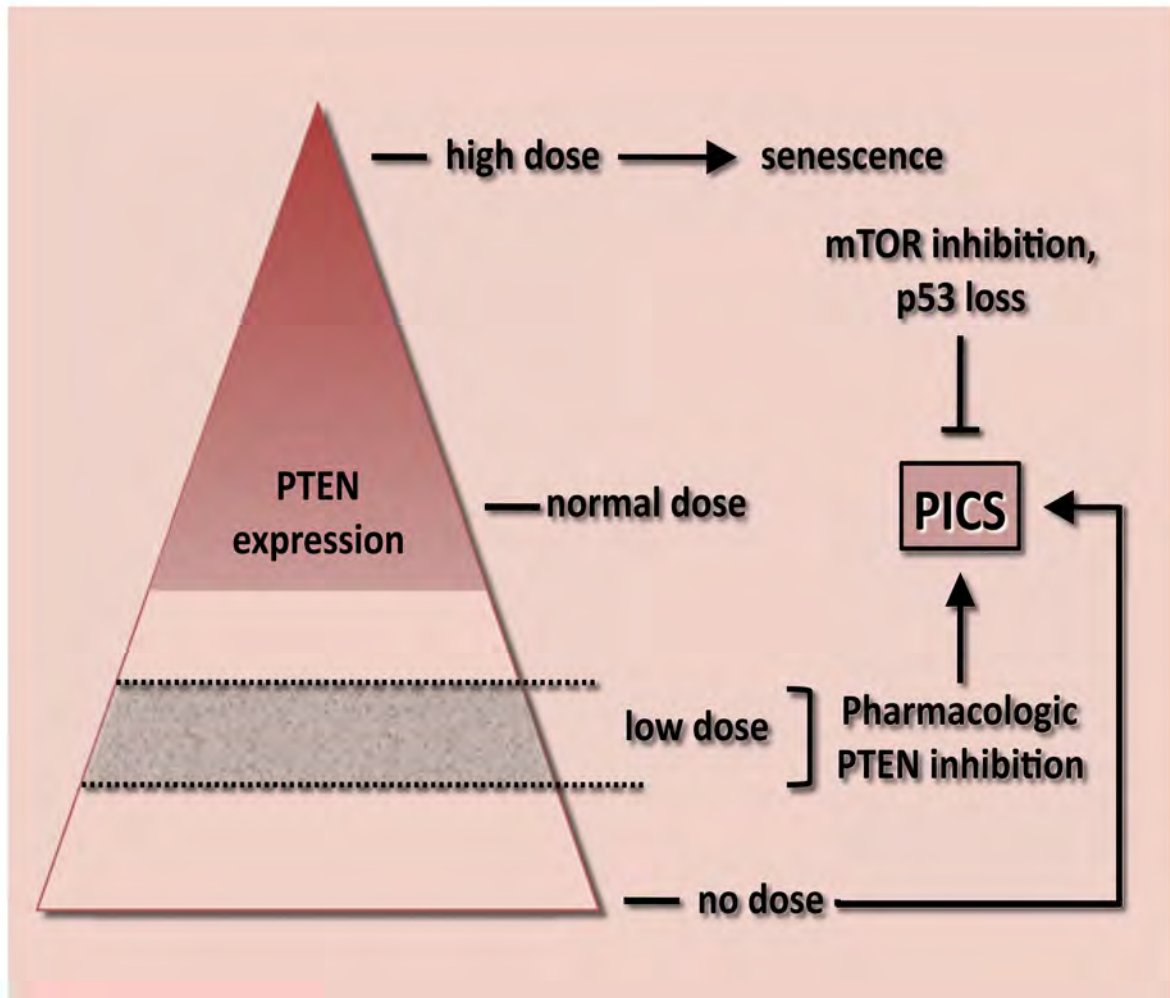 high dose
senescence
mTOR inhibition,
p53 loss
PTEN
expression
normal dose
PICS
low dose
Pharmacologic
PTEN inhibition
no dose